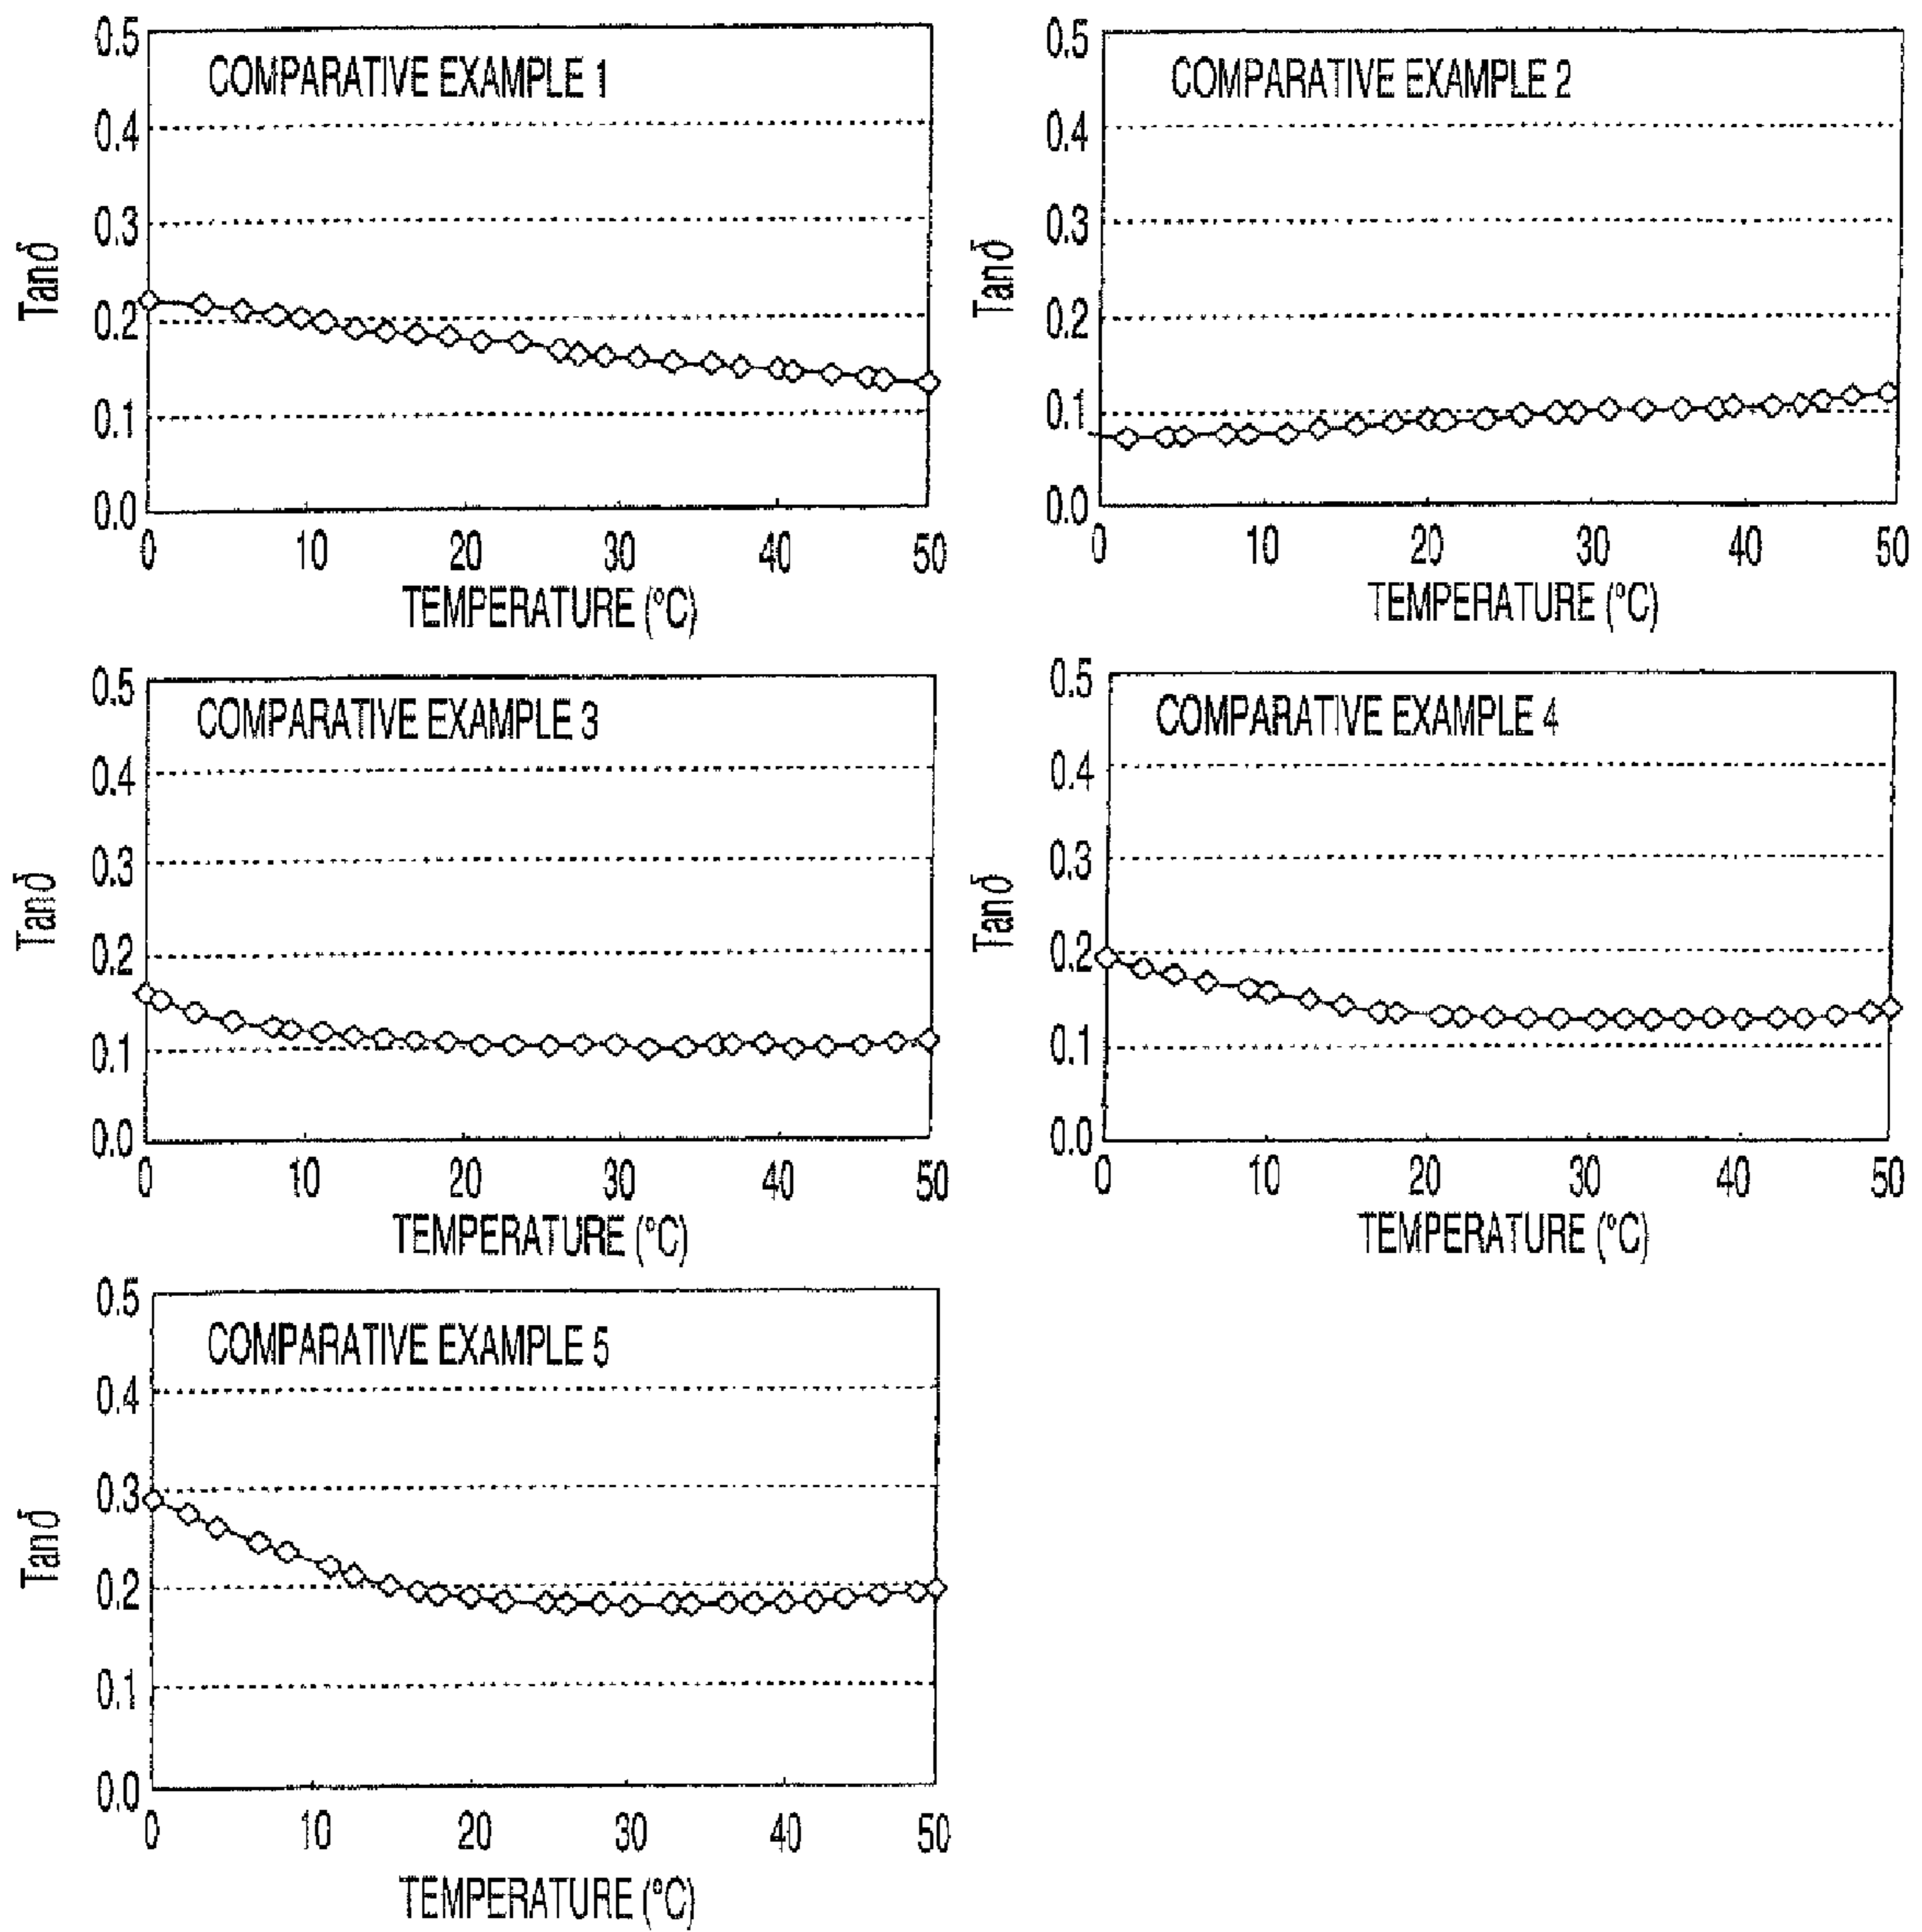 COMPARATIVE EXAMPLE 1
0.5
0.4
0.3
0.2
0.1
0.0
Tanδ
0 10 20 30 40 50
TEMPERATURE (°C)
COMPARATIVE EXAMPLE 2
0.5
0.4
0.3
0.2
0.1
0.0
Tanδ
0 10 20 30 40 50
TEMPERATURE (°C)
COMPARATIVE EXAMPLE 3
0.5
0.4
0.3
0.2
0.1
0.0
Tanδ
0 10 20 30 40 50
TEMPERATURE (°C)
COMPARATIVE EXAMPLE 4
0.5
0.4
0.3
0.2
0.1
0.0
Tanδ
0 10 20 30 40 50
TEMPERATURE (°C)
COMPARATIVE EXAMPLE 5
0.5
0.4
0.3
0.2
0.1
0.0
Tanδ
0 10 20 30 40 50
TEMPERATURE (°C)